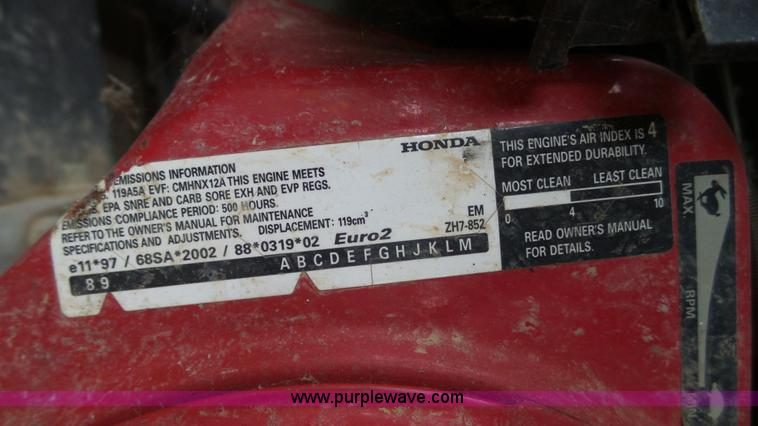 HONDA
EMISSIONS INFORMATION
119A5A EVF: CMHNX12A THIS ENGINE MEETS
EPA SNRE AND CARB SORE EXH AND EVP REGS.
EMISSIONS COMPLIANCE PERIOD: 500 HOURS.
REFER TO THE OWNER'S MANUAL FOR MAINTENANCE
SPECIFICATIONS AND ADJUSTMENTS. DISPLACEMENT: 119cm³
EM
ZH7-852
e11*97 / 68SA*2002 / 88*0319*02 Euro2
8 9 A B C D E F G H J K L M
THIS ENGINE'S AIR INDEX IS 4
FOR EXTENDED DURABILITY.
MOST CLEAN LEAST CLEAN
0 4 10
READ OWNER'S MANUAL
FOR DETAILS.
MAX.
RPM
www.purplewave.com